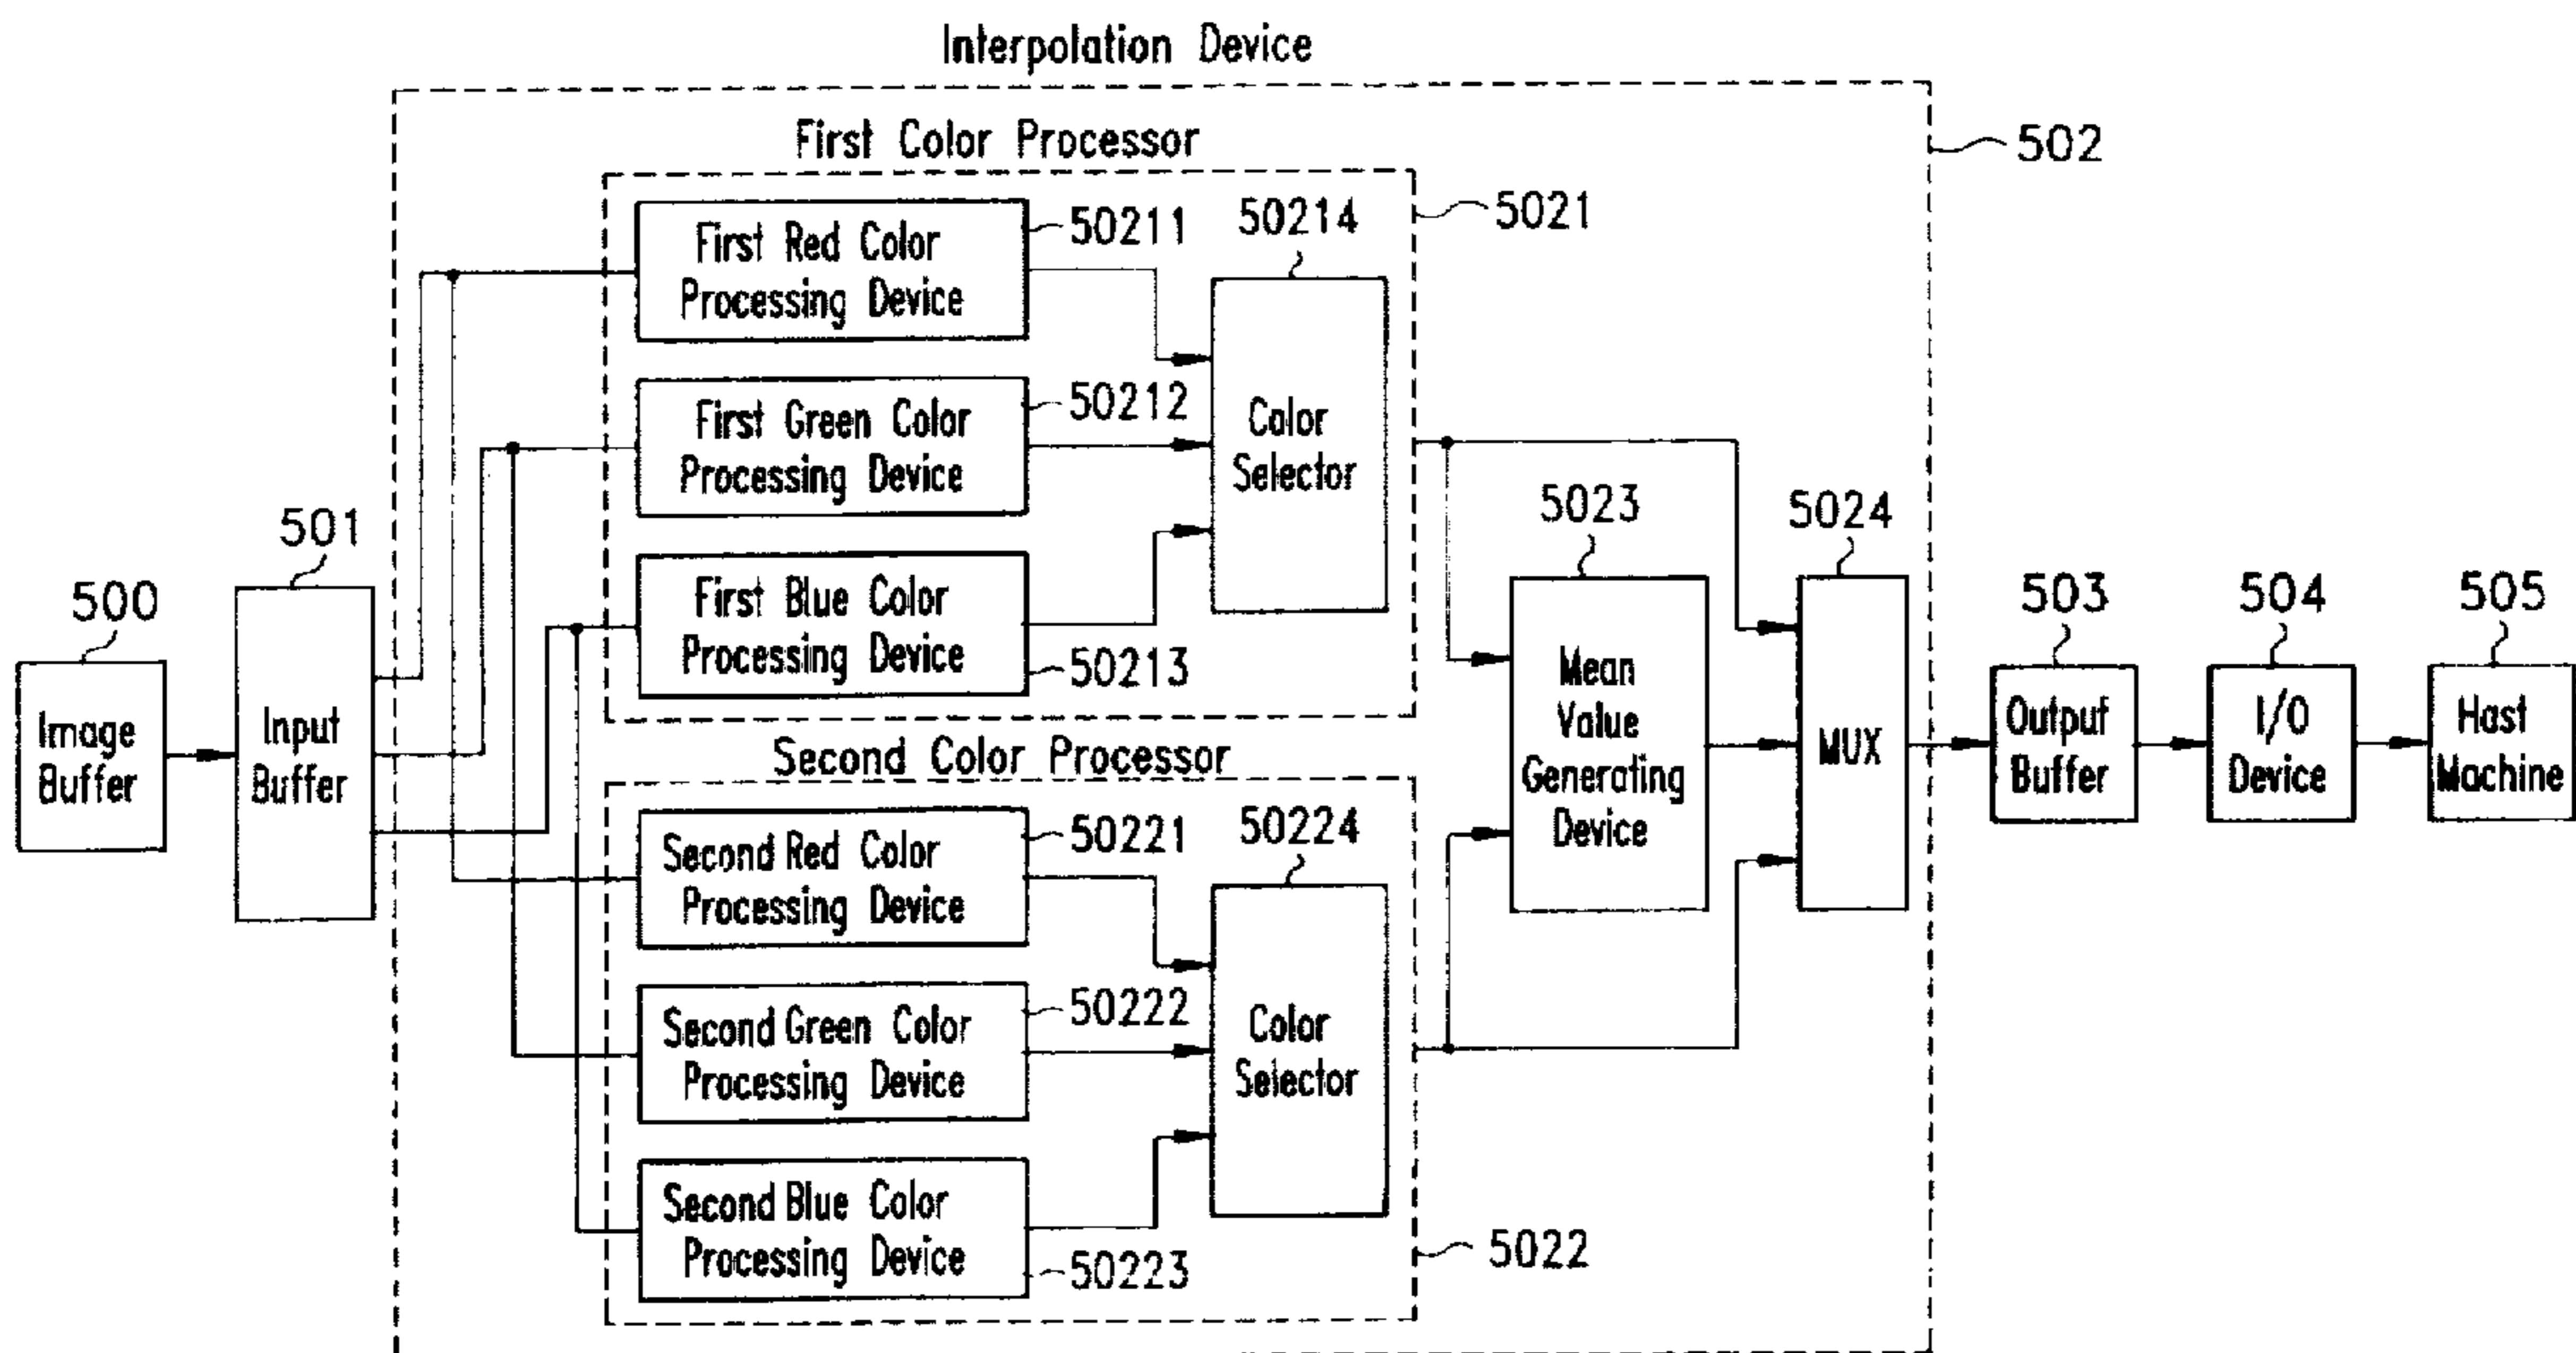 Interpolation Device
First Color Processor
502
5021
First Red Color
Processing Device
50211
50214
First Green Color
Processing Device
50212
Color
Selector
First Blue Color
Processing Device
50213
500
Image
Buffer
501
Input
Buffer
5023
Mean
Value
Generating
Device
5024
MUX
503
Output
Buffer
504
I/O
Device
505
Host
Machine
Second Color Processor
Second Red Color
Processing Device
50221
50224
Second Green Color
Processing Device
50222
Color
Selector
Second Blue Color
Processing Device
50223
5022